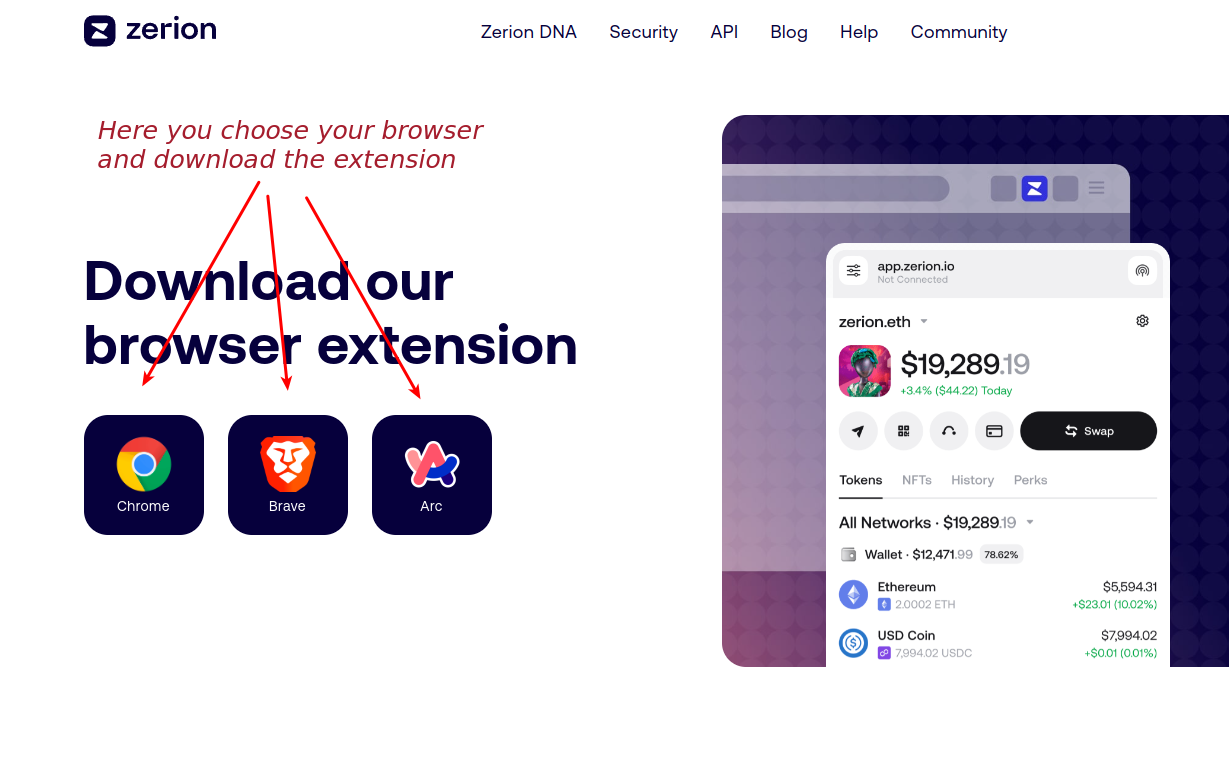 zerion
Zerion DNA Security API Blog Help Community
Here you choose your browser
and download the extension
Download our
browser extension
Chrome Brave Arc
app.zerion.io
Not Connected
zerion.eth
$19,289.19
+3.4% ($44.22) Today
Swap
Tokens NFTs History Perks
All Networks · $19,289.19
Wallet · $12,471.99 78.62%
Ethereum $5,594.31
2.0002 ETH +$23.01 (10.02%)
USD Coin $7,994.02
7,994.02 USDC +$0.01 (0.01%)